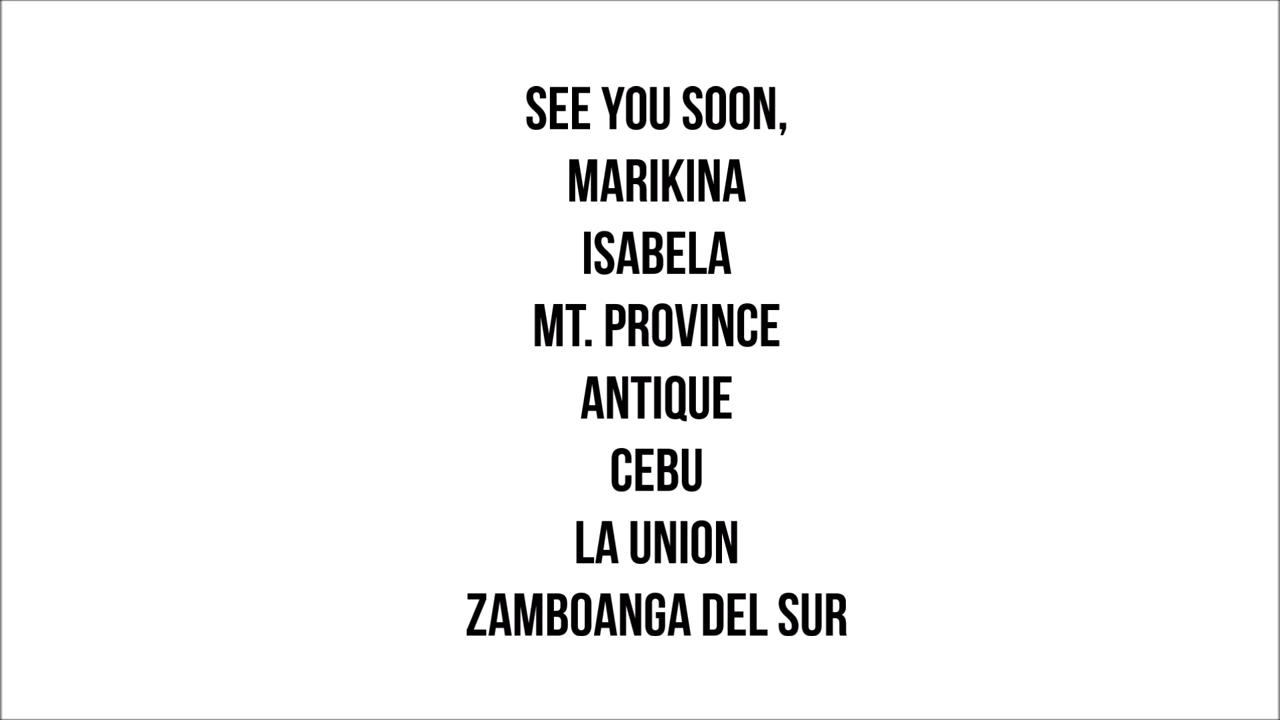 SEE YOU SOON,
MARIKINA
ISABELA
MT. PROVINCE
ANTIQUE
CEBU
LA UNION
ZAMBOANGA DEL SUR